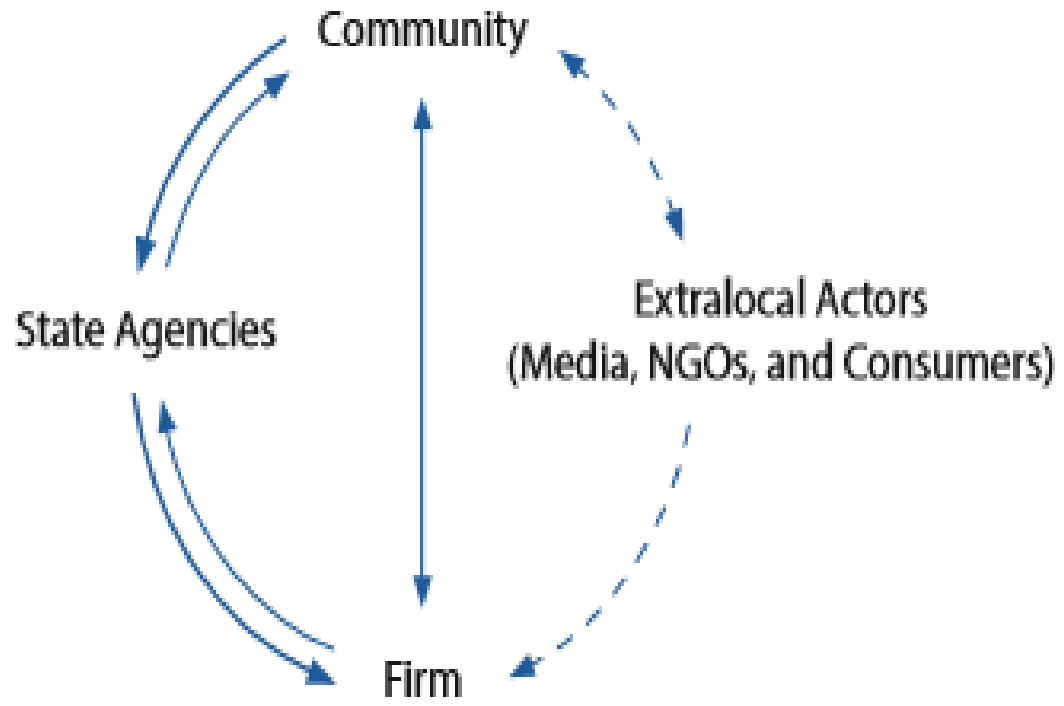 Community
State Agencies
Extralocal Actors
(Media, NGOs, and Consumers)
Firm